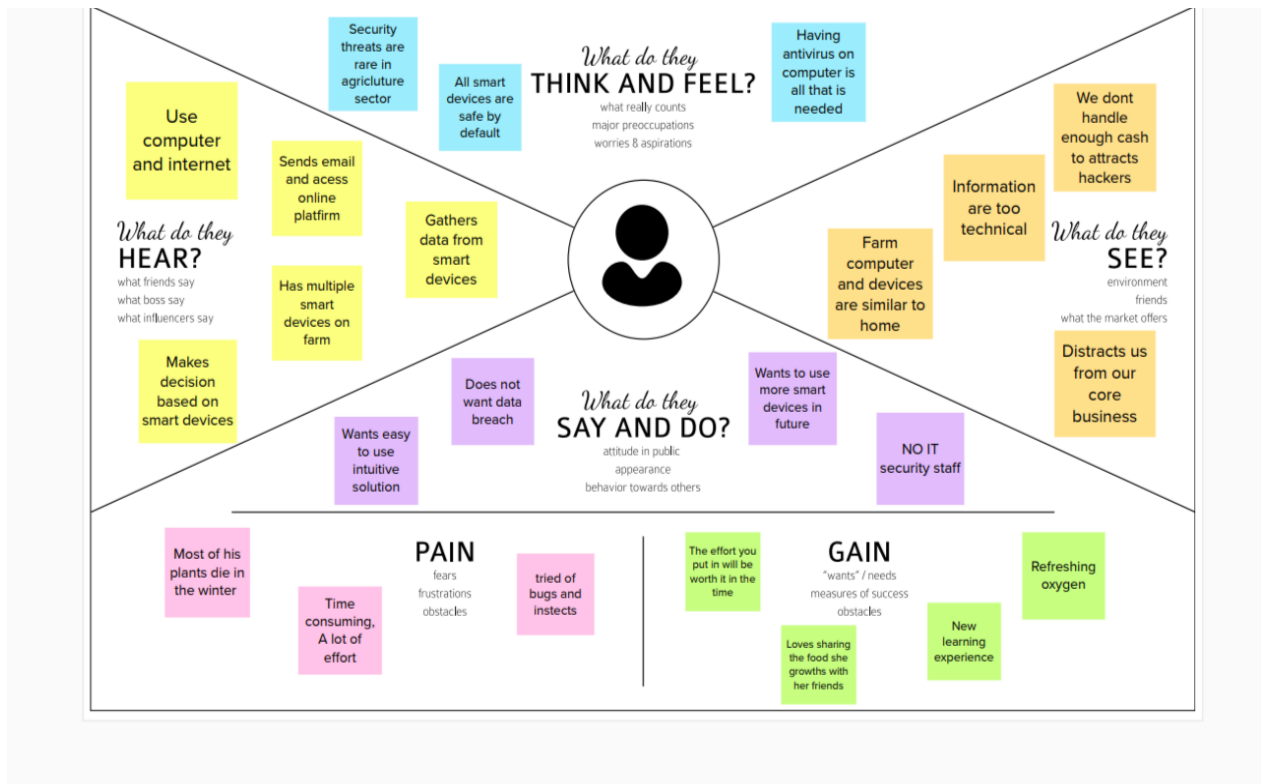 Security
threats are
rare in
agricluture
sector
All smart
devices are
safe by
default
What do they
THINK AND FEEL?
what really counts
major preoccupations
worries & aspirations
Having
antivirus on
computer is
all that is
needed
Use
computer
and internet
Sends email
and acess
online
platfirm
Gathers
data from
smart
devices
What do they
HEAR?
what friends say
what boss say
what influencers say
Has multiple
smart
devices on
farm
Makes
decision
based on
smart devices
We dont
handle
enough cash
to attracts
hackers
Information
are too
technical
Farm
computer
and devices
are similar to
home
What do they
SEE?
environment
friends
what the market offers
Distracts us
from our
core
business
Does not
want data
breach
Wants easy
to use
intuitive
solution
What do they
SAY AND DO?
attitude in public
appearance
behavior towards others
Wants to use
more smart
devices in
future
NO IT
security staff
Most of his
plants die in
the winter
Time
consuming,
A lot of
effort
PAIN
fears
frustrations
obstacles
tried of
bugs and
instects
The effort you
put in will be
worth it in the
time
GAIN
"wants" / needs
measures of success
obstacles
Loves sharing
the food she
growths with
her friends
New
learning
experience
Refreshing
oxygen